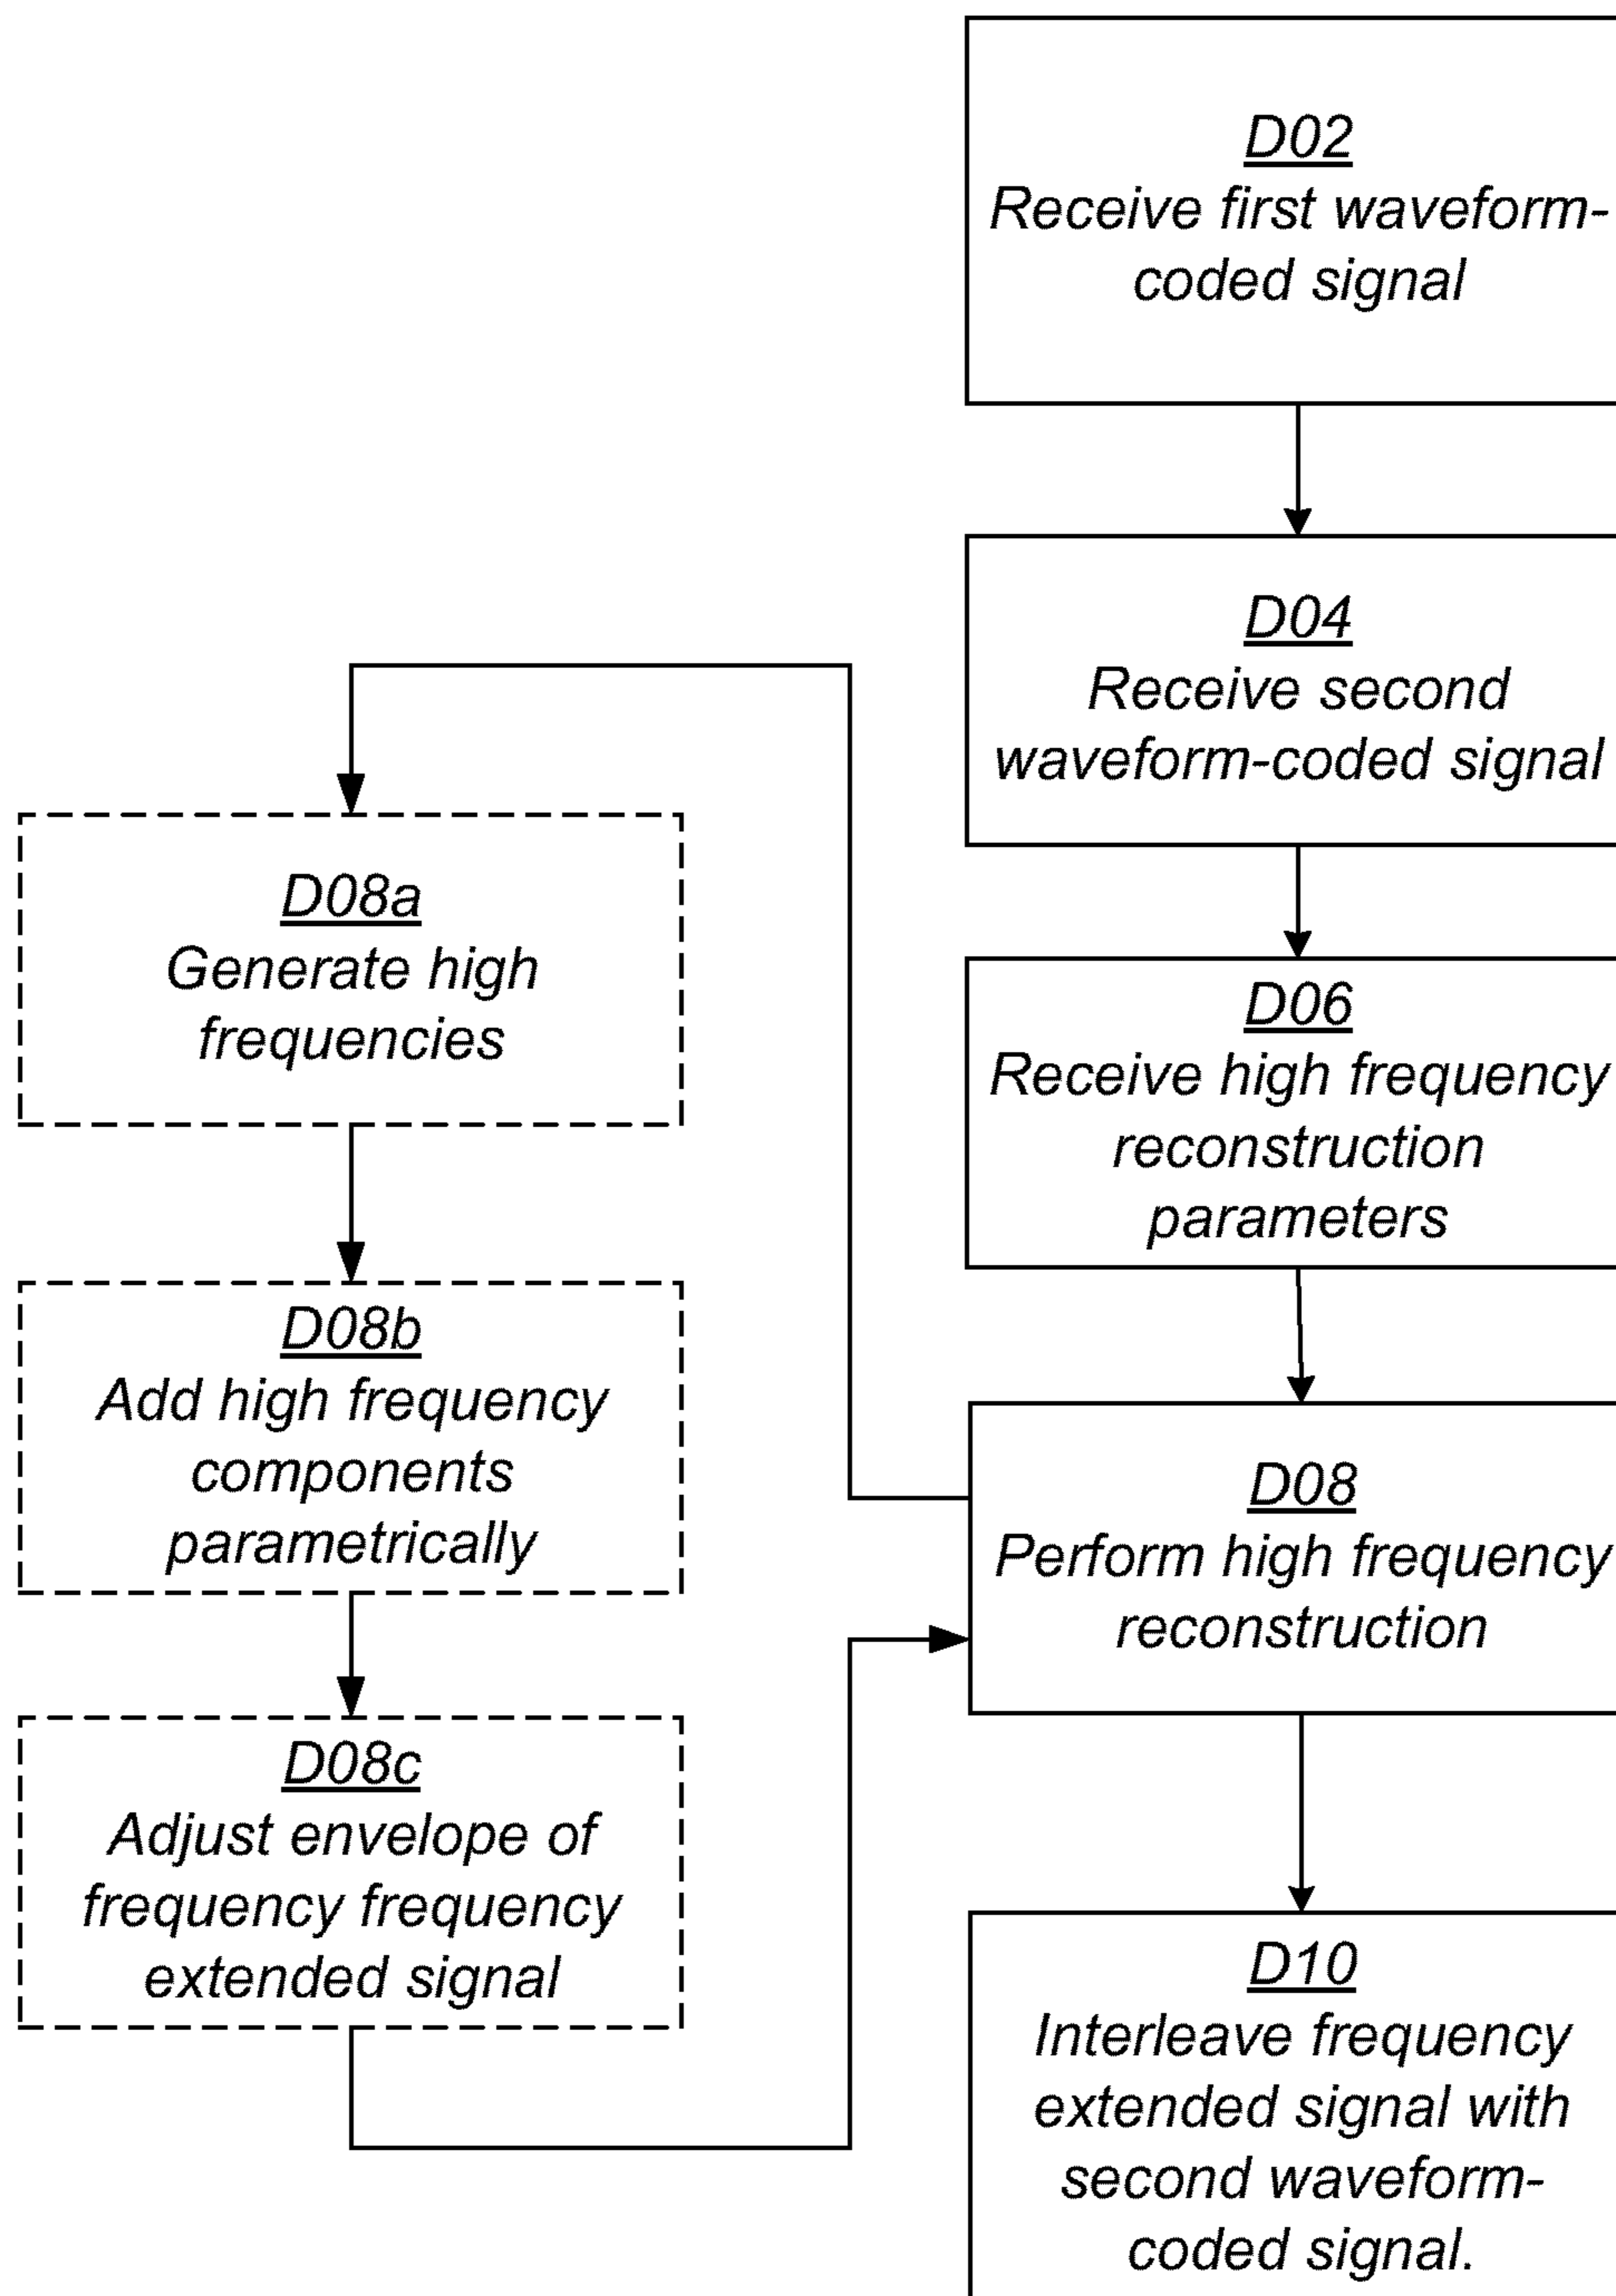 D02
Receive first waveform-
coded signal
D04
Receive second
waveform-coded signal
D06
Receive high frequency
reconstruction
parameters
D08
Perform high frequency
reconstruction
D08a
Generate high
frequencies
D08b
Add high frequency
components
parametrically
D08c
Adjust envelope of
frequency frequency
extended signal
D10
Interleave frequency
extended signal with
second waveform-
coded signal.